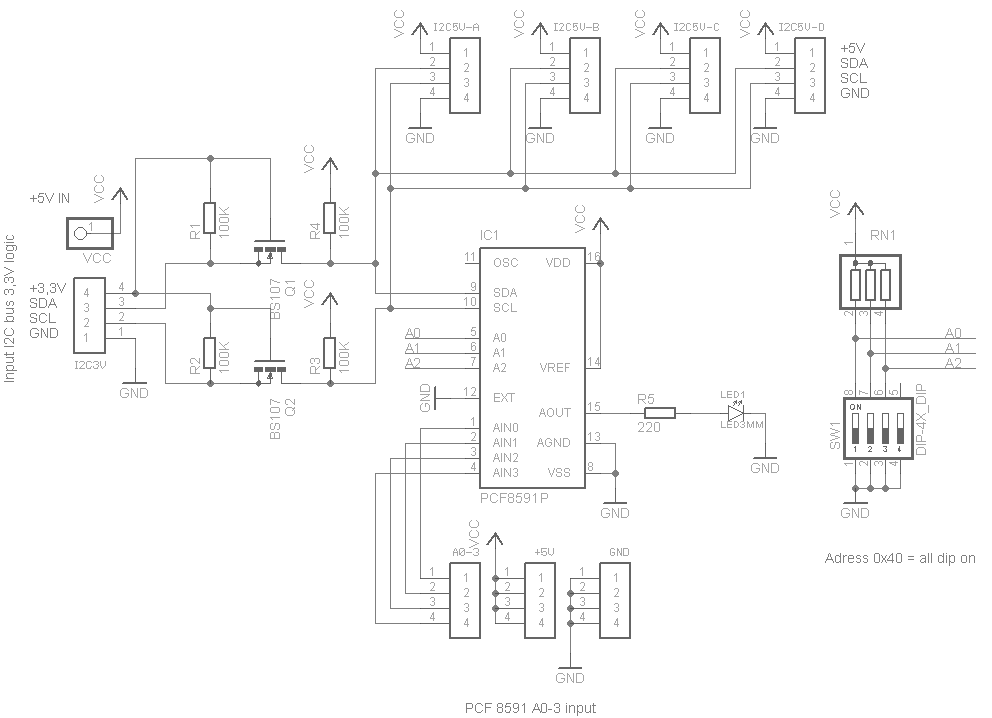 VCC I2C5V-A VCC I2C5V-B VCC I2C5V-C VCC I2C5V-D
1 1 1 1 1 1 1 1 +5V
2 2 2 2 2 2 2 2 SDA
3 3 3 3 3 3 3 3 SCL
4 4 4 4 4 4 4 4 GND
GND GND GND GND
+5V IN VCC
1
VCC
R1 100K
VCC
R4 100K
BS107 Q1
Input I2C bus 3,3V logic
+3,3V 4 4
SDA 3 3
SCL 2 2
GND 1 1
I2C3V
GND
R2 100K
VCC
R3 100K
BS107 Q2
IC1
VCC
11 OSC VDD 16
9 SDA
10 SCL
A0 5 A0
A1 6 A1
A2 7 A2 VREF 14
GND 12 EXT
AOUT 15
1 AIN0
2 AIN1 AGND 13
3 AIN2
4 AIN3 VSS 8
PCF8591P
GND
R5
220
LED1
LED3MM
GND
VCC
1
RN1
2 3 4
A0
A1
A2
8 7 6 5
ON
1 2 3 4
SW1
DIP-4X_DIP
1 2 3 4
GND
Adress 0x40 = all dip on
VCC
A0-3 +5V GND
1 1 1 1 1 1
2 2 2 2 2 2
3 3 3 3 3 3
4 4 4 4 4 4
GND
PCF 8591 A0-3 input